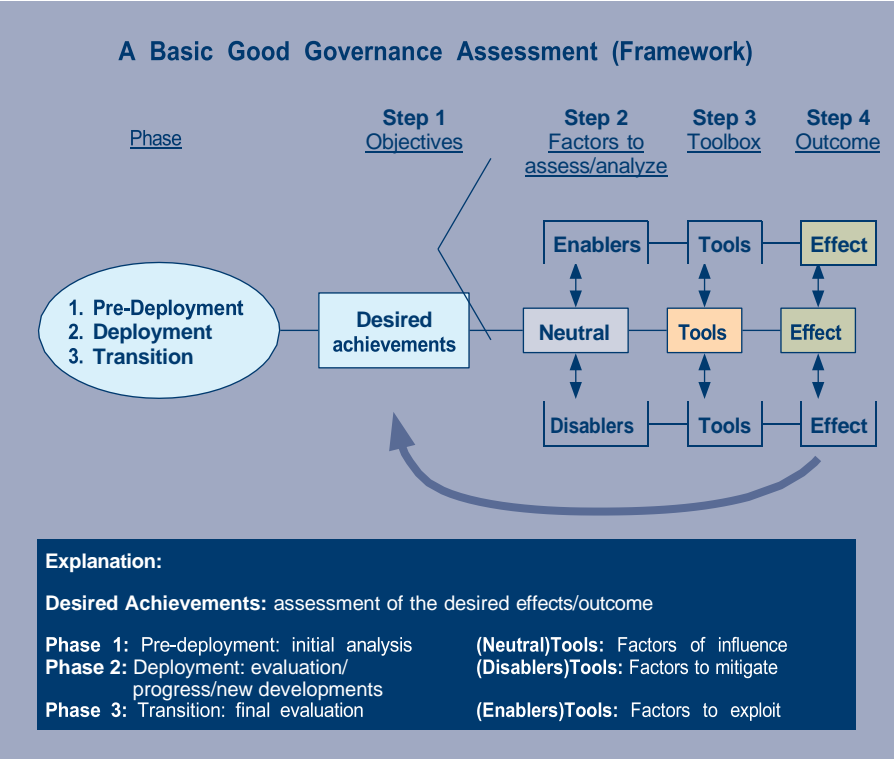 A Basic Good Governance Assessment (Framework)
Phase
Step 1
Objectives
Step 2
Factors to
assess/analyze
Step 3
Toolbox
Step 4
Outcome
1. Pre-Deployment
2. Deployment
3. Transition
Desired
achievements
Enablers
Tools
Effect
Neutral
Tools
Effect
Disablers
Tools
Effect
Explanation:
Desired Achievements: assessment of the desired effects/outcome
Phase 1: Pre-deployment: initial analysis
Phase 2: Deployment: evaluation/
progress/new developments
Phase 3: Transition: final evaluation
(Neutral)Tools: Factors of influence
(Disablers)Tools: Factors to mitigate
(Enablers)Tools: Factors to exploit